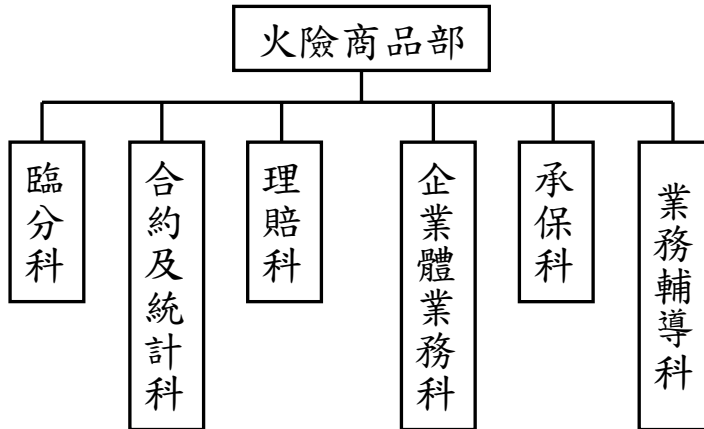 火險商品部
臨分科
合約及統計科
理賠科
企業體業務科
承保科
業務輔導科